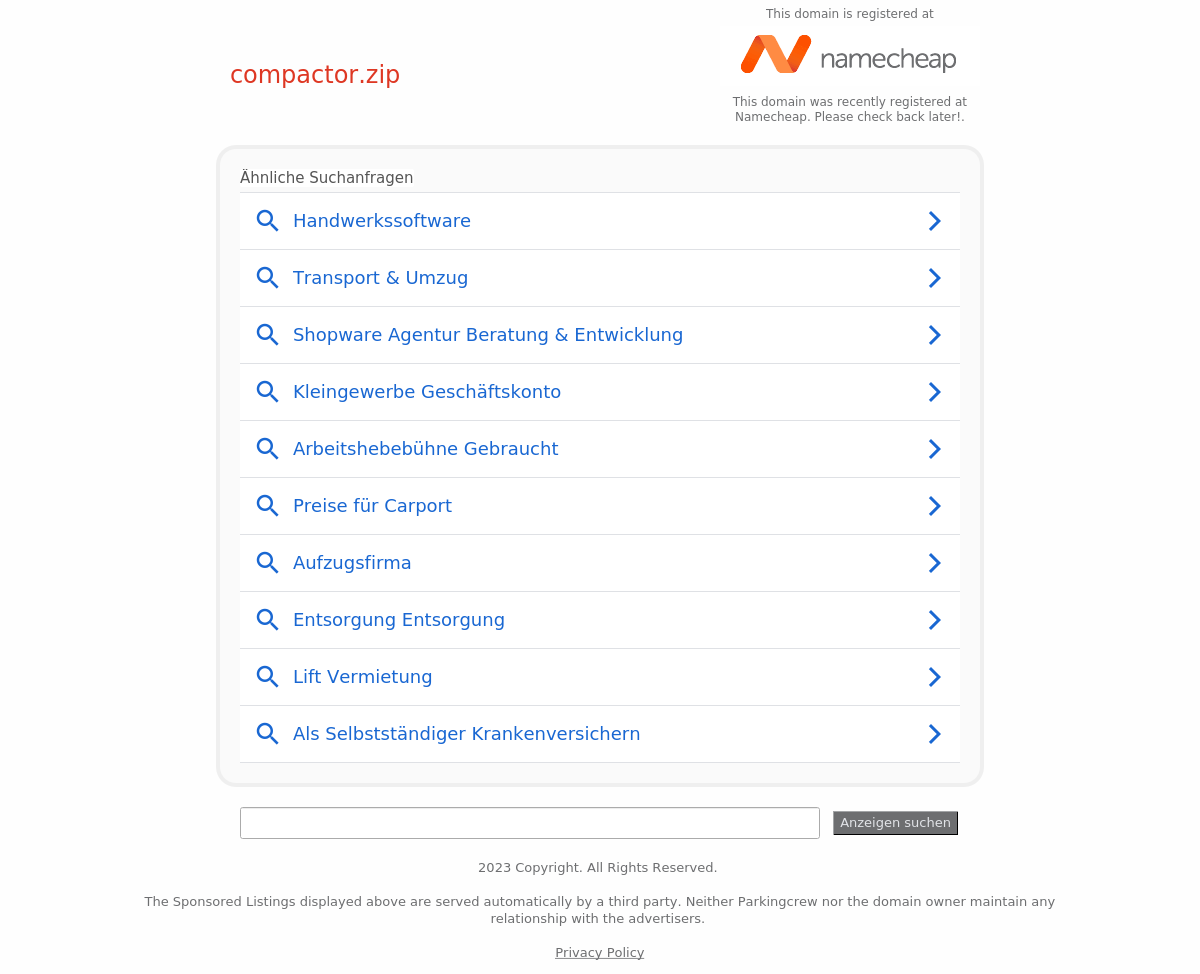 This domain is registered at
namecheap
compactor.zip
This domain was recently registered at
Namecheap. Please check back later!.
Ähnliche Suchanfragen
Handwerkssoftware
Transport & Umzug
Shopware Agentur Beratung & Entwicklung
Kleingewerbe Geschäftskonto
Arbeitshebebühne Gebraucht
Preise für Carport
Aufzugsfirma
Entsorgung Entsorgung
Lift Vermietung
Als Selbstständiger Krankenversichern
Anzeigen suchen
2023 Copyright. All Rights Reserved.
The Sponsored Listings displayed above are served automatically by a third party. Neither Parkingcrew nor the domain owner maintain any
relationship with the advertisers.
Privacy Policy